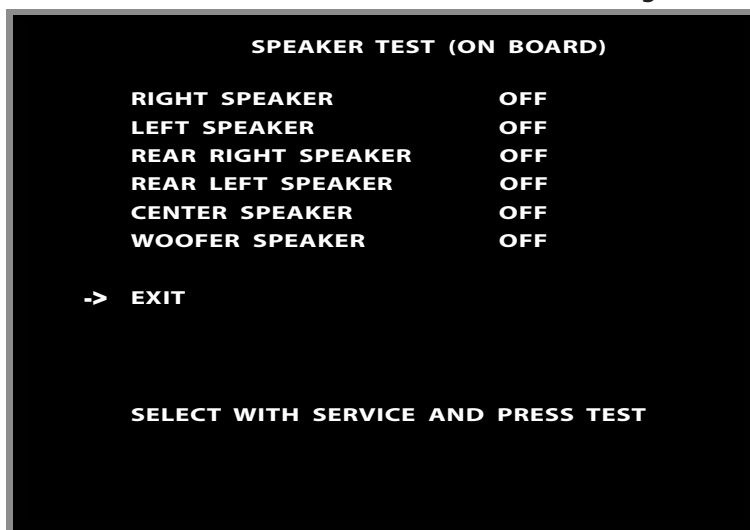 SPEAKER TEST (ON BOARD)
RIGHT SPEAKER OFF
LEFT SPEAKER OFF
REAR RIGHT SPEAKER OFF
REAR LEFT SPEAKER OFF
CENTER SPEAKER OFF
WOOFER SPEAKER OFF
-> EXIT
SELECT WITH SERVICE AND PRESS TEST